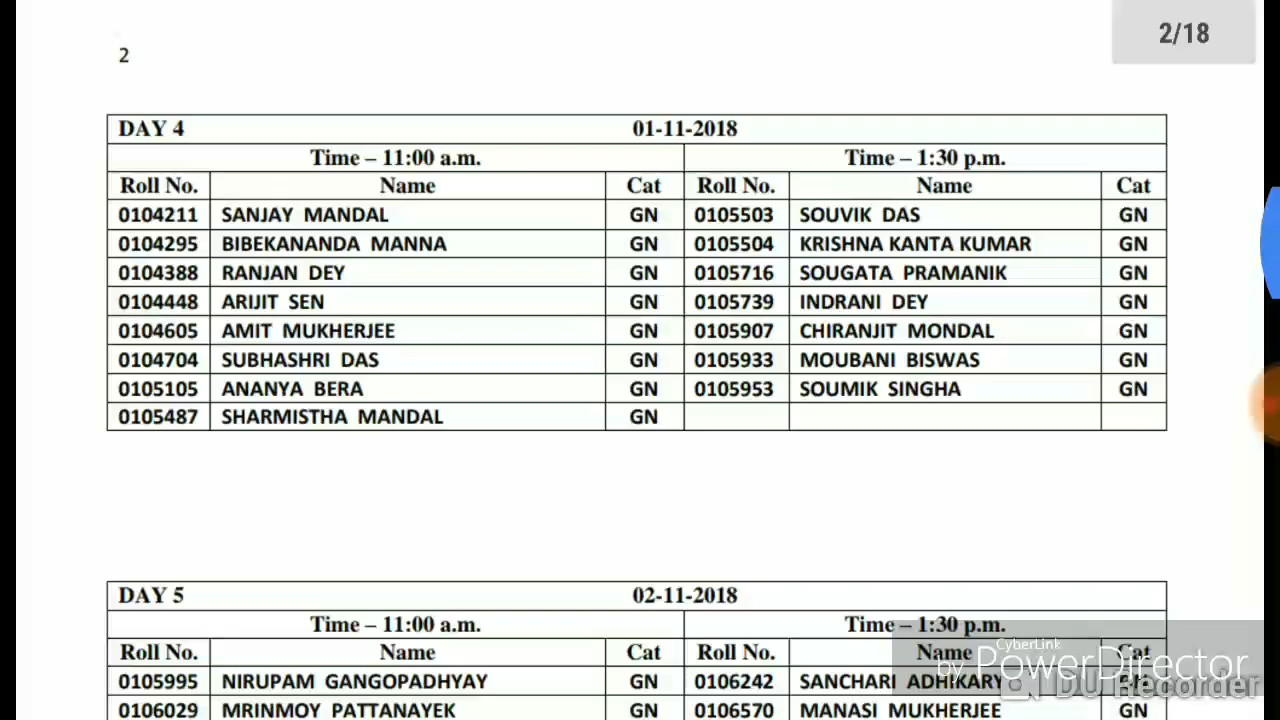 2/18
2
DAY 4 01-11-2018
Time – 11:00 a.m. Time – 1:30 p.m.
Roll No. Name Cat Roll No. Name Cat
0104211 SANJAY MANDAL GN 0105503 SOUVIK DAS GN
0104295 BIBEKANANDA MANNA GN 0105504 KRISHNA KANTA KUMAR GN
0104388 RANJAN DEY GN 0105716 SOUGATA PRAMANIK GN
0104448 ARIJIT SEN GN 0105739 INDRANI DEY GN
0104605 AMIT MUKHERJEE GN 0105907 CHIRANJIT MONDAL GN
0104704 SUBHASHRI DAS GN 0105933 MOUBANI BISWAS GN
0105105 ANANYA BERA GN 0105953 SOUMIK SINGHA GN
0105487 SHARMISTHA MANDAL GN
DAY 5 02-11-2018
Time – 11:00 a.m. Time – 1:30 p.m.
Roll No. Name Cat Roll No. Name Cat
0105995 NIRUPAM GANGOPADHYAY GN 0106242 SANCHARI ADHIKARY
0106029 MRINMOY PATTANAYEK GN 0106570 MANASI MUKHERJEE GN
CyberLink
by PowerDirector
DU Recorder